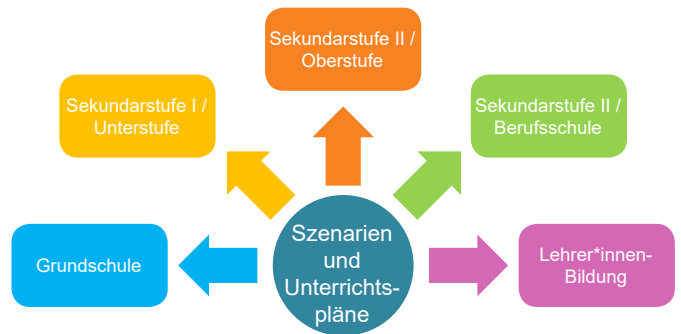 Sekundarstufe II /
Oberstufe
Sekundarstufe I /
Unterstufe
Sekundarstufe II /
Berufsschule
Grundschule
Szenarien
und
Unterrichts-
pläne
Lehrer*innen-
Bildung